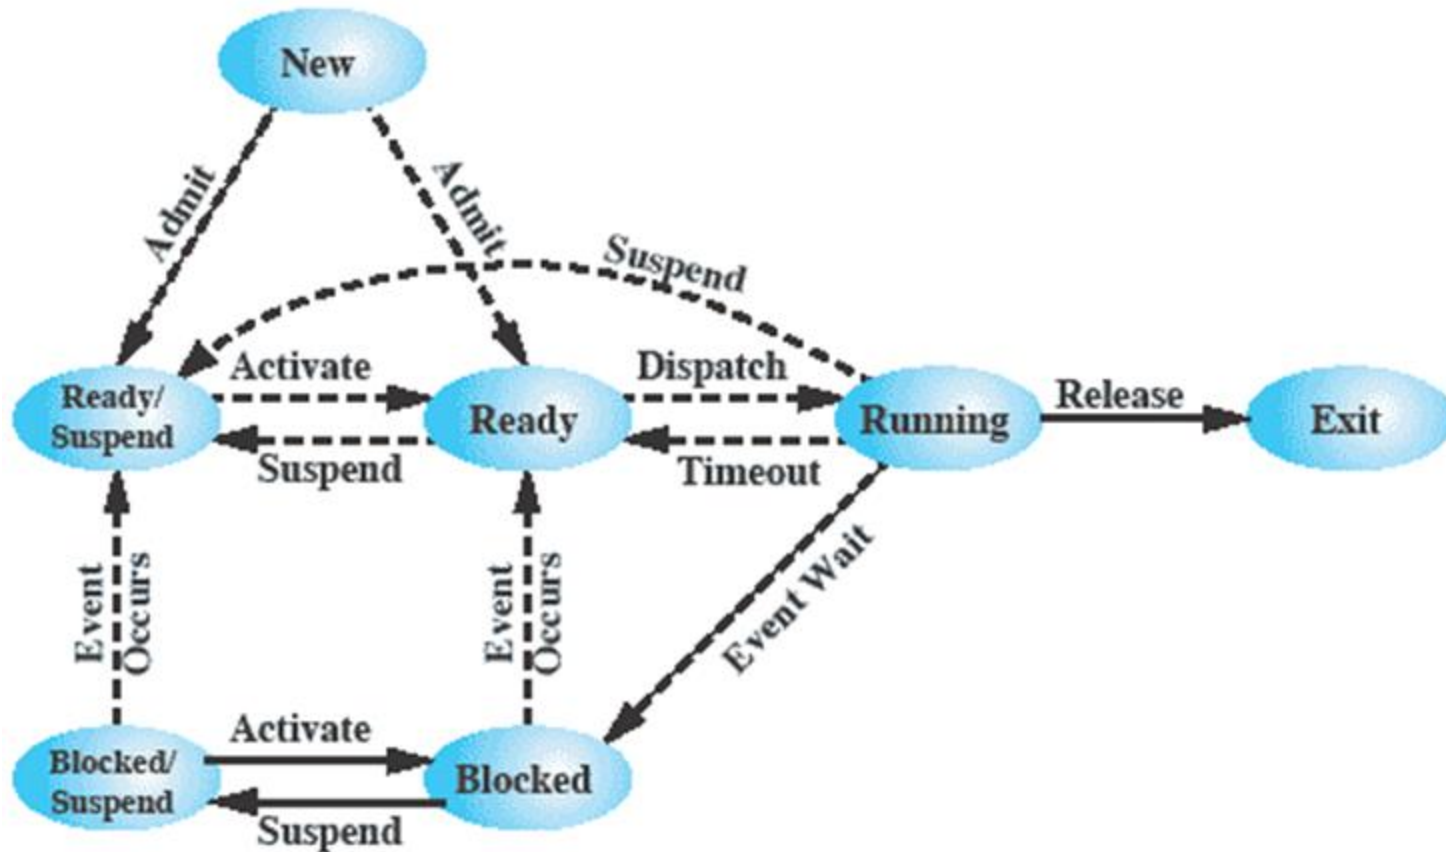 New
Admit
Admit
Suspend
Activate
Dispatch
Ready/
Suspend
Ready
Running
Release
Exit
Suspend
Timeout
Event
Occurs
Event
Occurs
Event Wait
Activate
Blocked/
Suspend
Blocked
Suspend